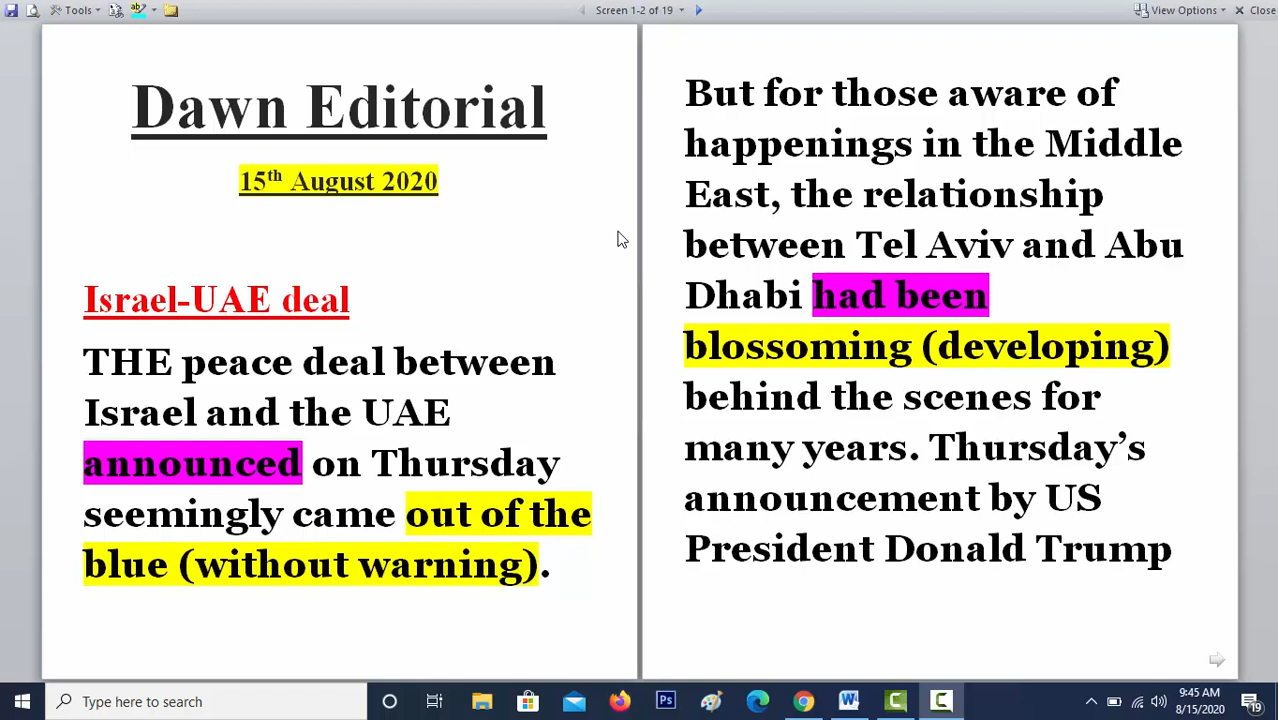 Tools
Screen 1-2 of 19
View Options
Close
Dawn Editorial
15th August 2020
Israel-UAE deal
THE peace deal between
Israel and the UAE
announced on Thursday
seemingly came out of the
blue (without warning).
But for those aware of
happenings in the Middle
East, the relationship
between Tel Aviv and Abu
Dhabi had been
blossoming (developing)
behind the scenes for
many years. Thursday’s
announcement by US
President Donald Trump
Type here to search
Ps
9:45 AM
8/15/2020
19